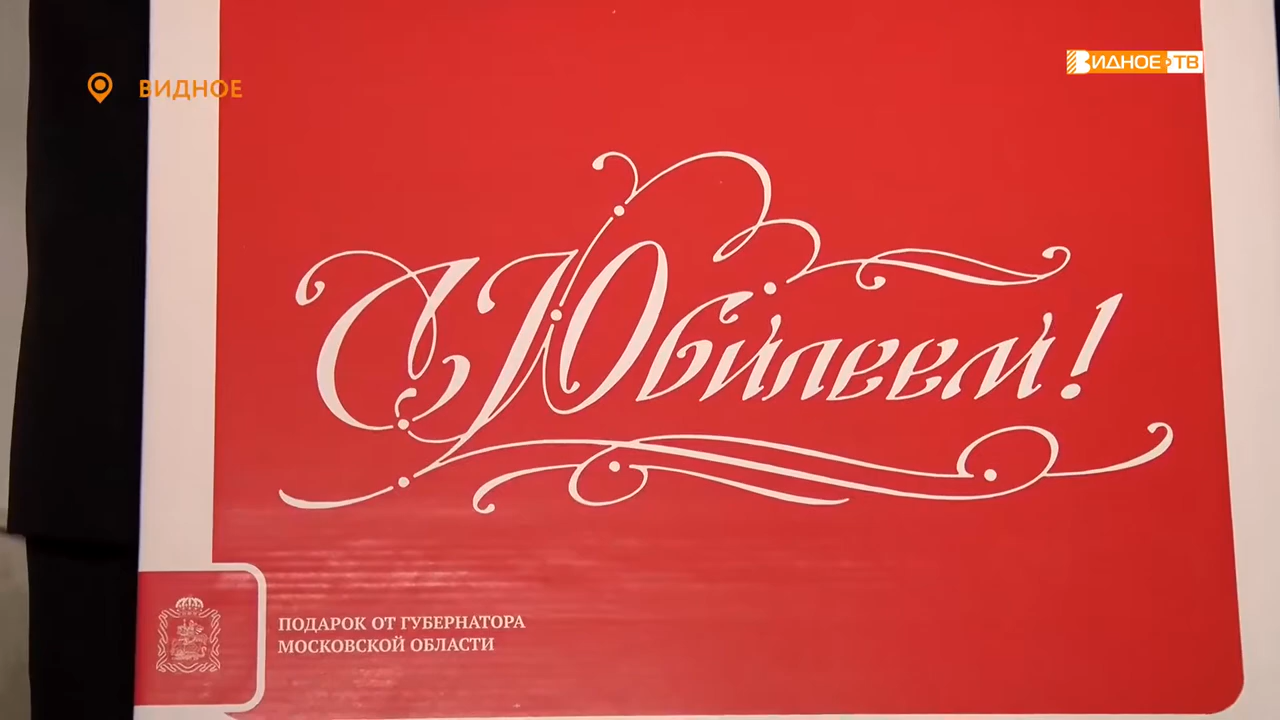 ВИДНОЕ
ВИДНОЕ ТВ
С Юбилеем!
ПОДАРОК ОТ ГУБЕРНАТОРА
МОСКОВСКОЙ ОБЛАСТИ